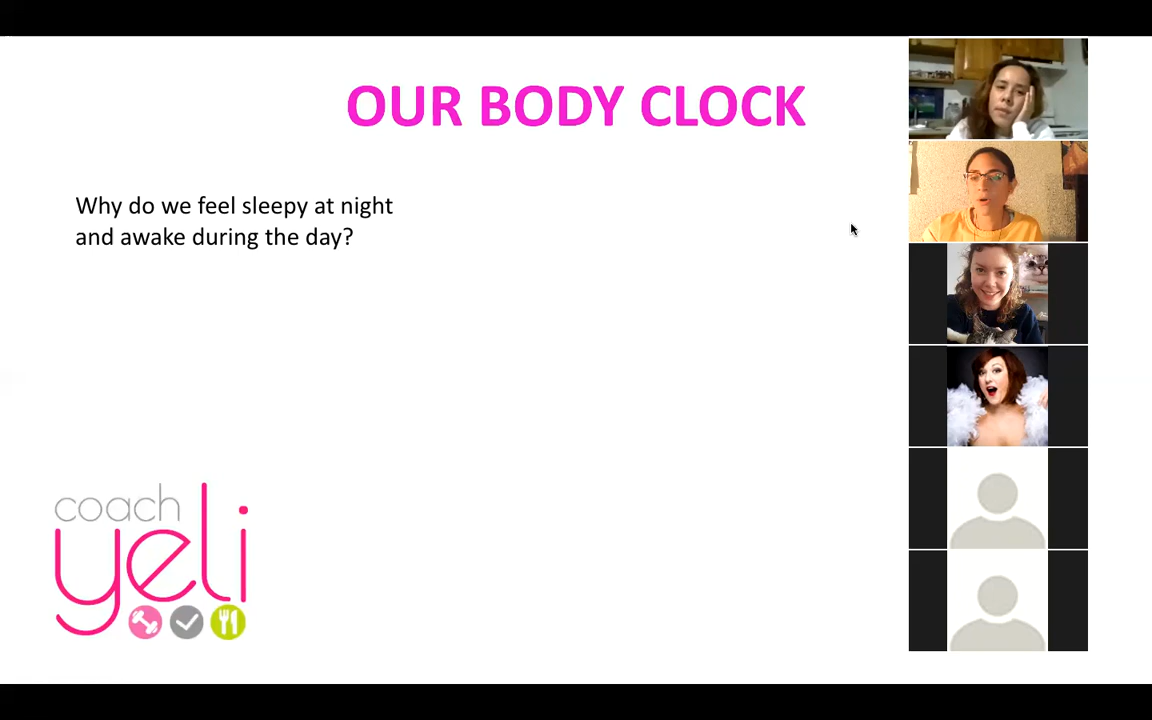 OUR BODY CLOCK
Why do we feel sleepy at night
and awake during the day?
coach
yeli